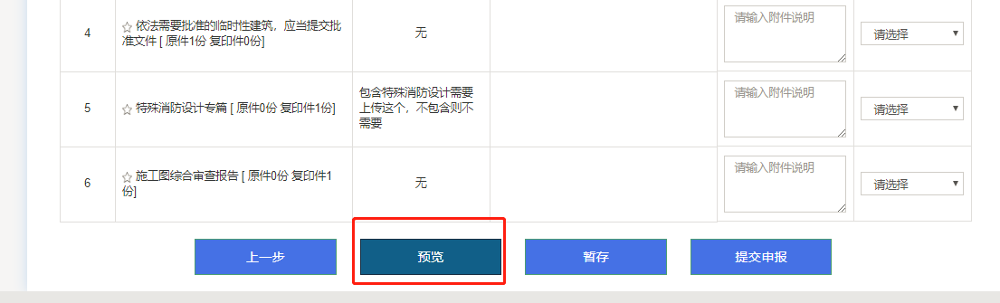 4
依法需要批准的临时性建筑，应当提交批
准文件 [ 原件1份 复印件0份]
无
请输入附件说明
请选择
5
特殊消防设计专篇 [ 原件0份 复印件1份]
包含特殊消防设计需要
上传这个，不包含则不
需要
请输入附件说明
请选择
6
施工图综合审查报告 [ 原件0份 复印件1
份]
无
请输入附件说明
请选择
上一步
预览
暂存
提交申报